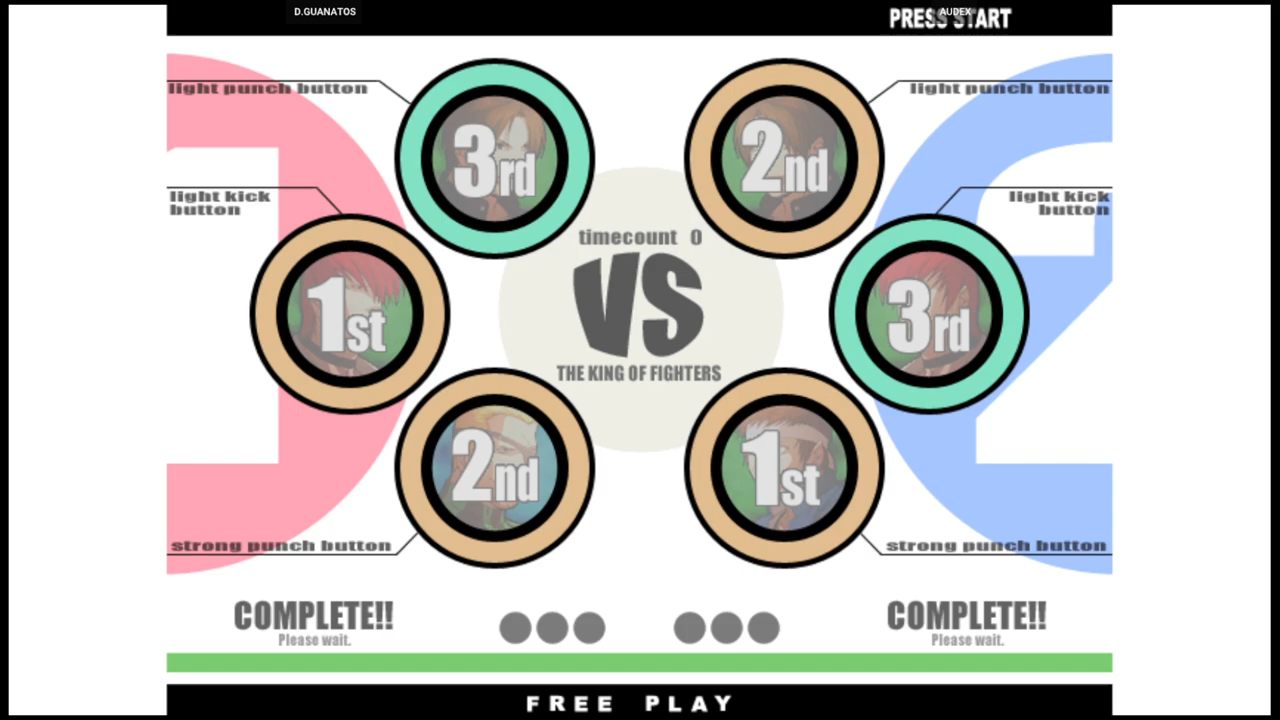 D.GUANATOS
AUDEX
PRESS START
light punch button
light punch button
3rd
2nd
light kick
button
light kick
button
timecount 0
1st
VS
3rd
THE KING OF FIGHTERS
2nd
1st
strong punch button
strong punch button
COMPLETE!!
Please wait.
COMPLETE!!
Please wait.
FREE PLAY